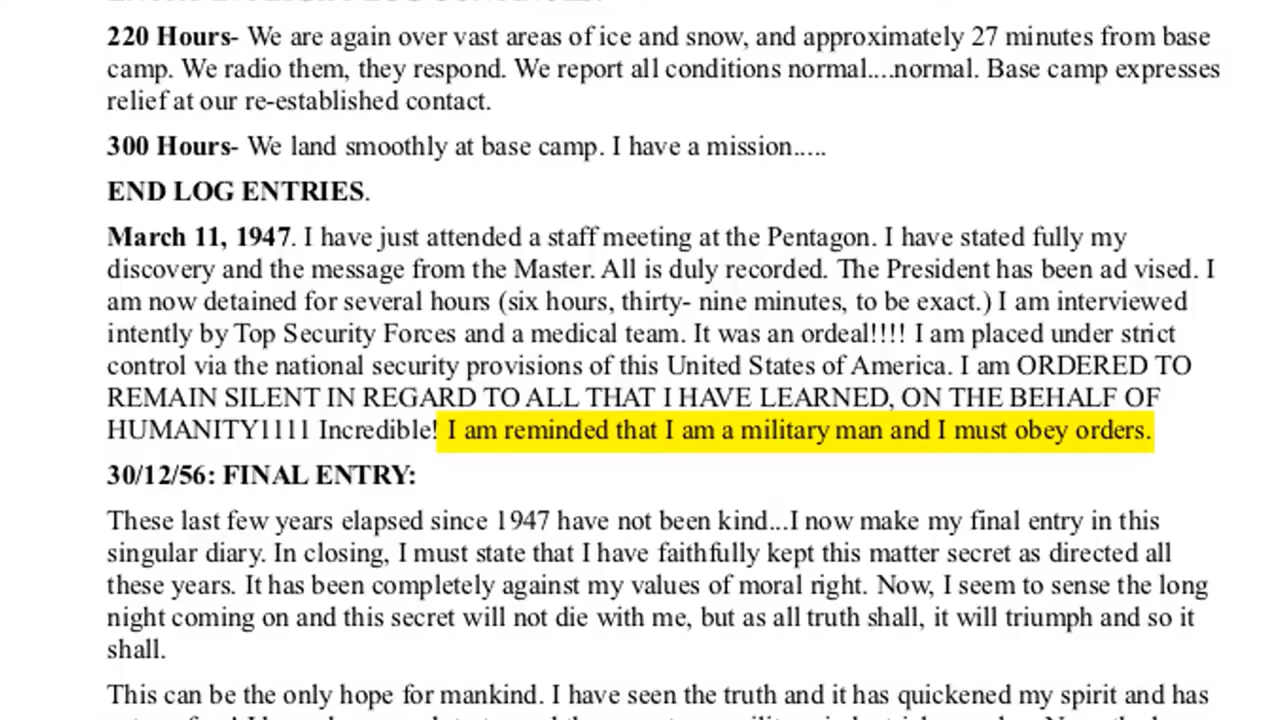 220 Hours- We are again over vast areas of ice and snow, and approximately 27 minutes from base
camp. We radio them, they respond. We report all conditions normal....normal. Base camp expresses
relief at our re-established contact.
300 Hours- We land smoothly at base camp. I have a mission.....
END LOG ENTRIES.
March 11, 1947. I have just attended a staff meeting at the Pentagon. I have stated fully my
discovery and the message from the Master. All is duly recorded. The President has been ad vised. I
am now detained for several hours (six hours, thirty- nine minutes, to be exact.) I am interviewed
intently by Top Security Forces and a medical team. It was an ordeal!!!! I am placed under strict
control via the national security provisions of this United States of America. I am ORDERED TO
REMAIN SILENT IN REGARD TO ALL THAT I HAVE LEARNED, ON THE BEHALF OF
HUMANITY1111 Incredible! I am reminded that I am a military man and I must obey orders.
30/12/56: FINAL ENTRY:
These last few years elapsed since 1947 have not been kind...I now make my final entry in this
singular diary. In closing, I must state that I have faithfully kept this matter secret as directed all
these years. It has been completely against my values of moral right. Now, I seem to sense the long
night coming on and this secret will not die with me, but as all truth shall, it will triumph and so it
shall.
This can be the only hope for mankind. I have seen the truth and it has quickened my spirit and has